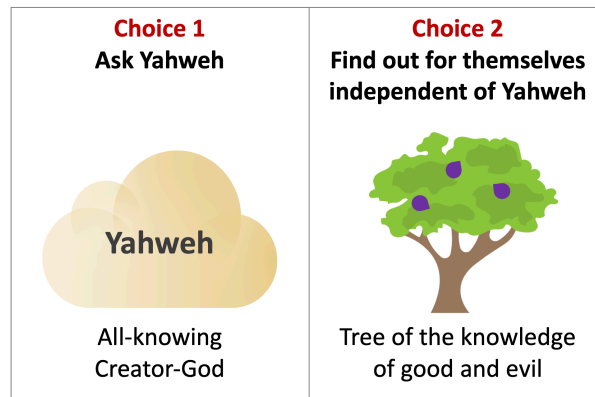 Choice 1
Ask Yahweh
Yahweh
All-knowing
Creator-God
Choice 2
Find out for themselves
independent of Yahweh
Tree of the knowledge
of good and evil